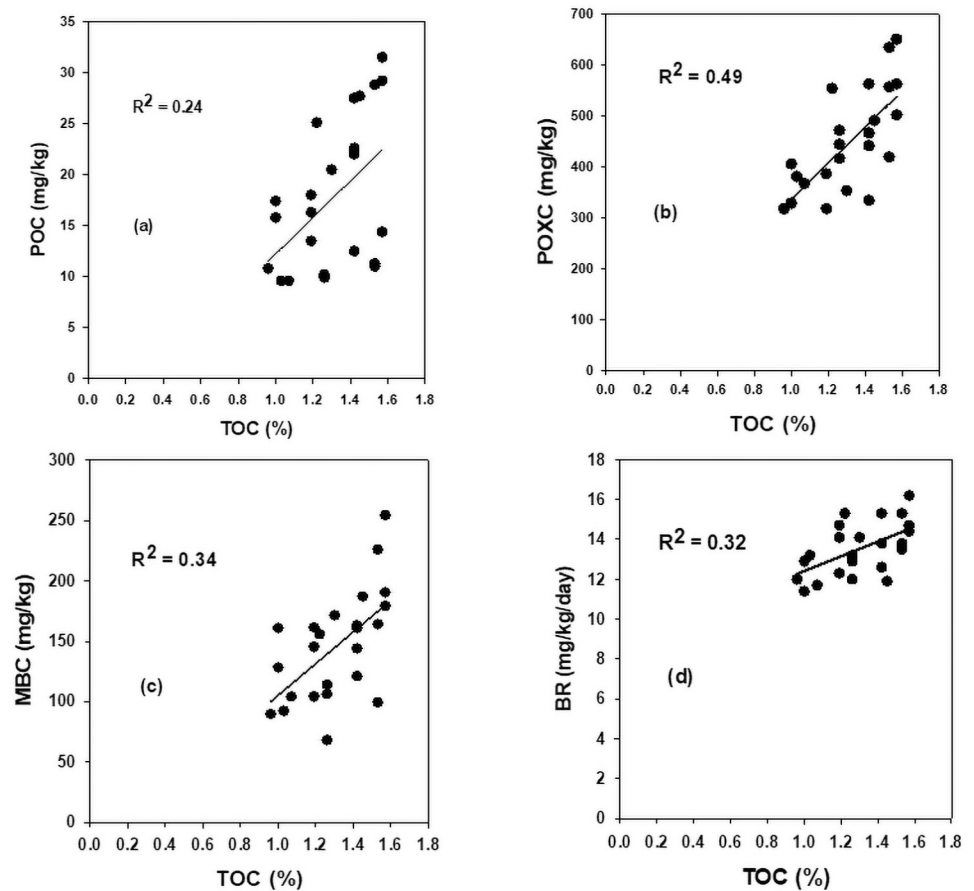 35
30
25
20
15
10
5
0
POC (mg/kg)
R² = 0.24
(a)
0.0 0.2 0.4 0.6 0.8 1.0 1.2 1.4 1.6 1.8
TOC (%)
700
600
500
400
300
200
100
0
POXC (mg/kg)
R² = 0.49
(b)
0.0 0.2 0.4 0.6 0.8 1.0 1.2 1.4 1.6 1.8
TOC (%)
300
250
200
150
100
50
0
MBC (mg/kg)
R² = 0.34
(c)
0.0 0.2 0.4 0.6 0.8 1.0 1.2 1.4 1.6 1.8
TOC (%)
18
16
14
12
10
8
6
4
2
0
BR (mg/kg/day)
R² = 0.32
(d)
0.0 0.2 0.4 0.6 0.8 1.0 1.2 1.4 1.6 1.8
TOC (%)